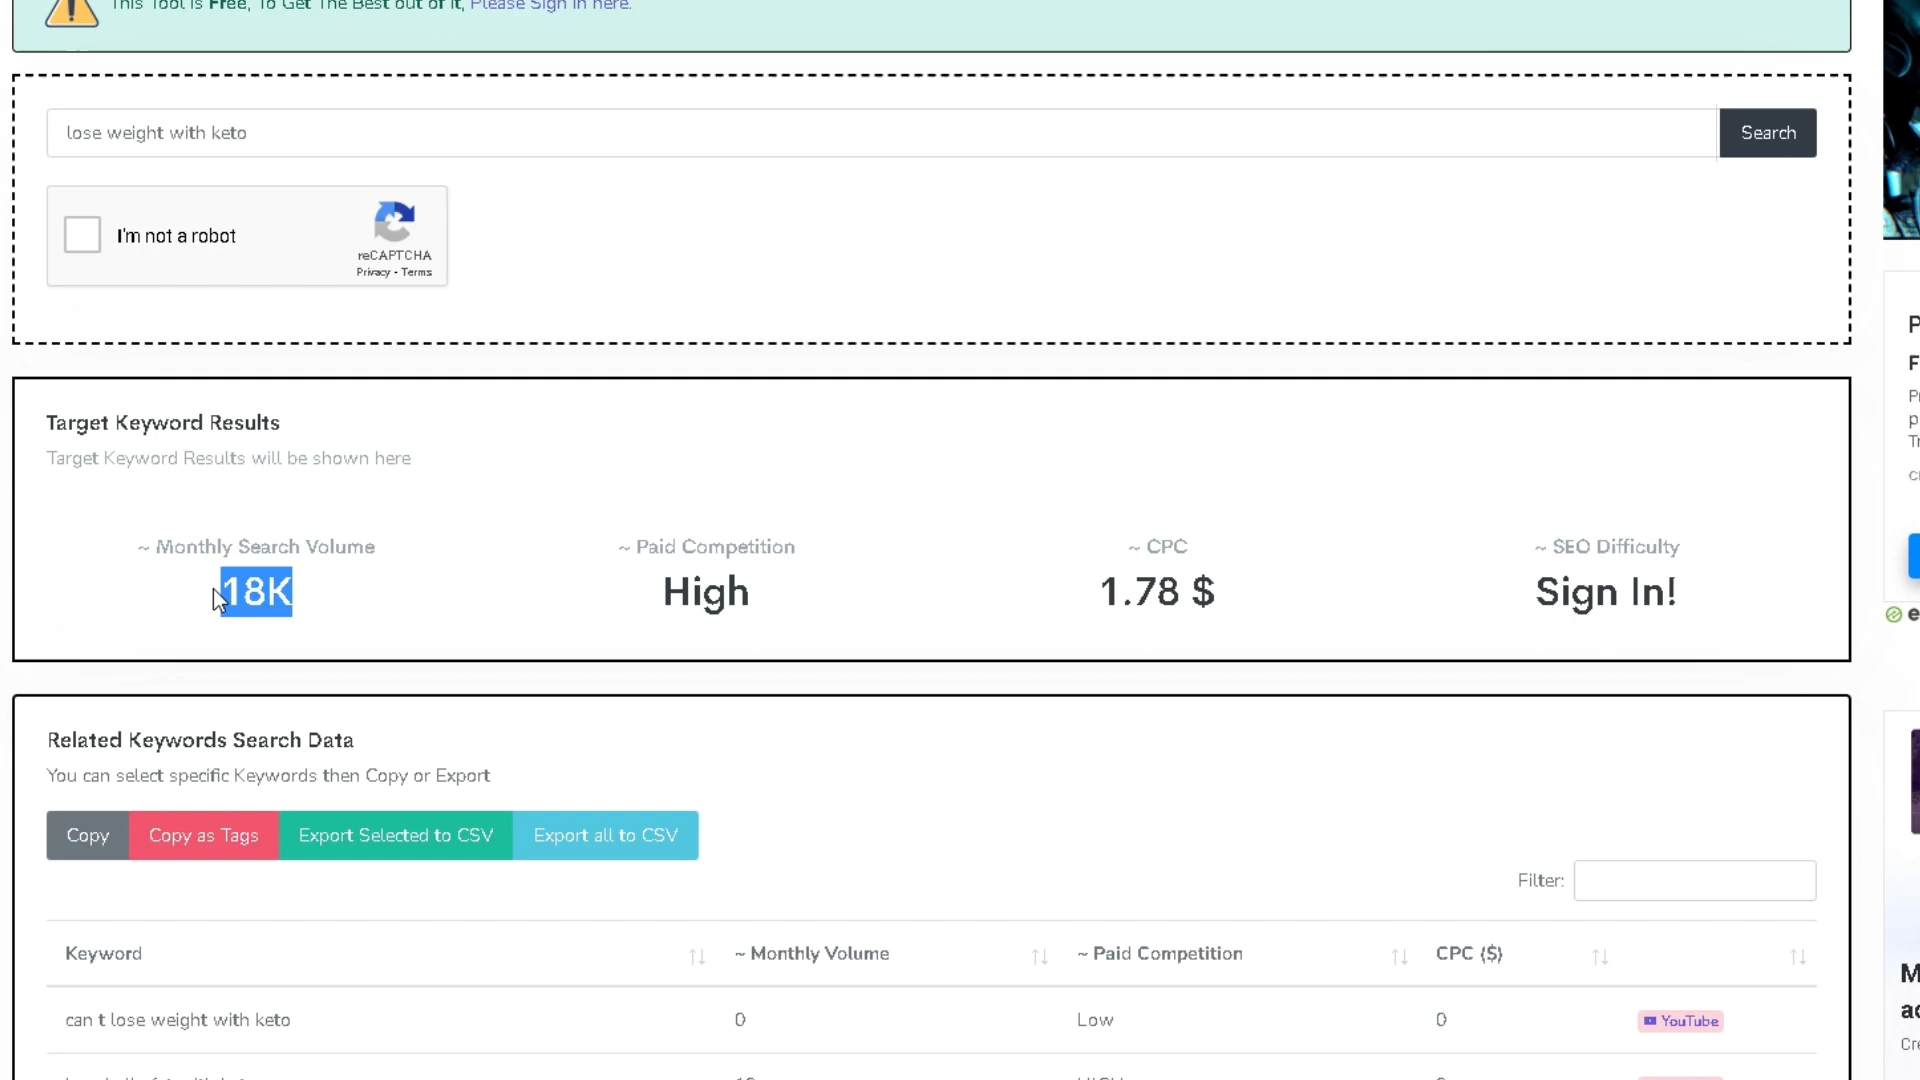 This Tool is Free, To Get The Best out of it, Please Sign in here.
lose weight with keto
Search
I'm not a robot
reCAPTCHA
Privacy - Terms
Target Keyword Results
Target Keyword Results will be shown here
~ Monthly Search Volume ~ Paid Competition ~ CPC ~ SEO Difficulty
18K High 1.78 $ Sign In!
Related Keywords Search Data
You can select specific Keywords then Copy or Export
Copy Copy as Tags Export Selected to CSV Export all to CSV
Filter:
Keyword ~ Monthly Volume ~ Paid Competition CPC ($)
can t lose weight with keto 0 Low 0 YouTube